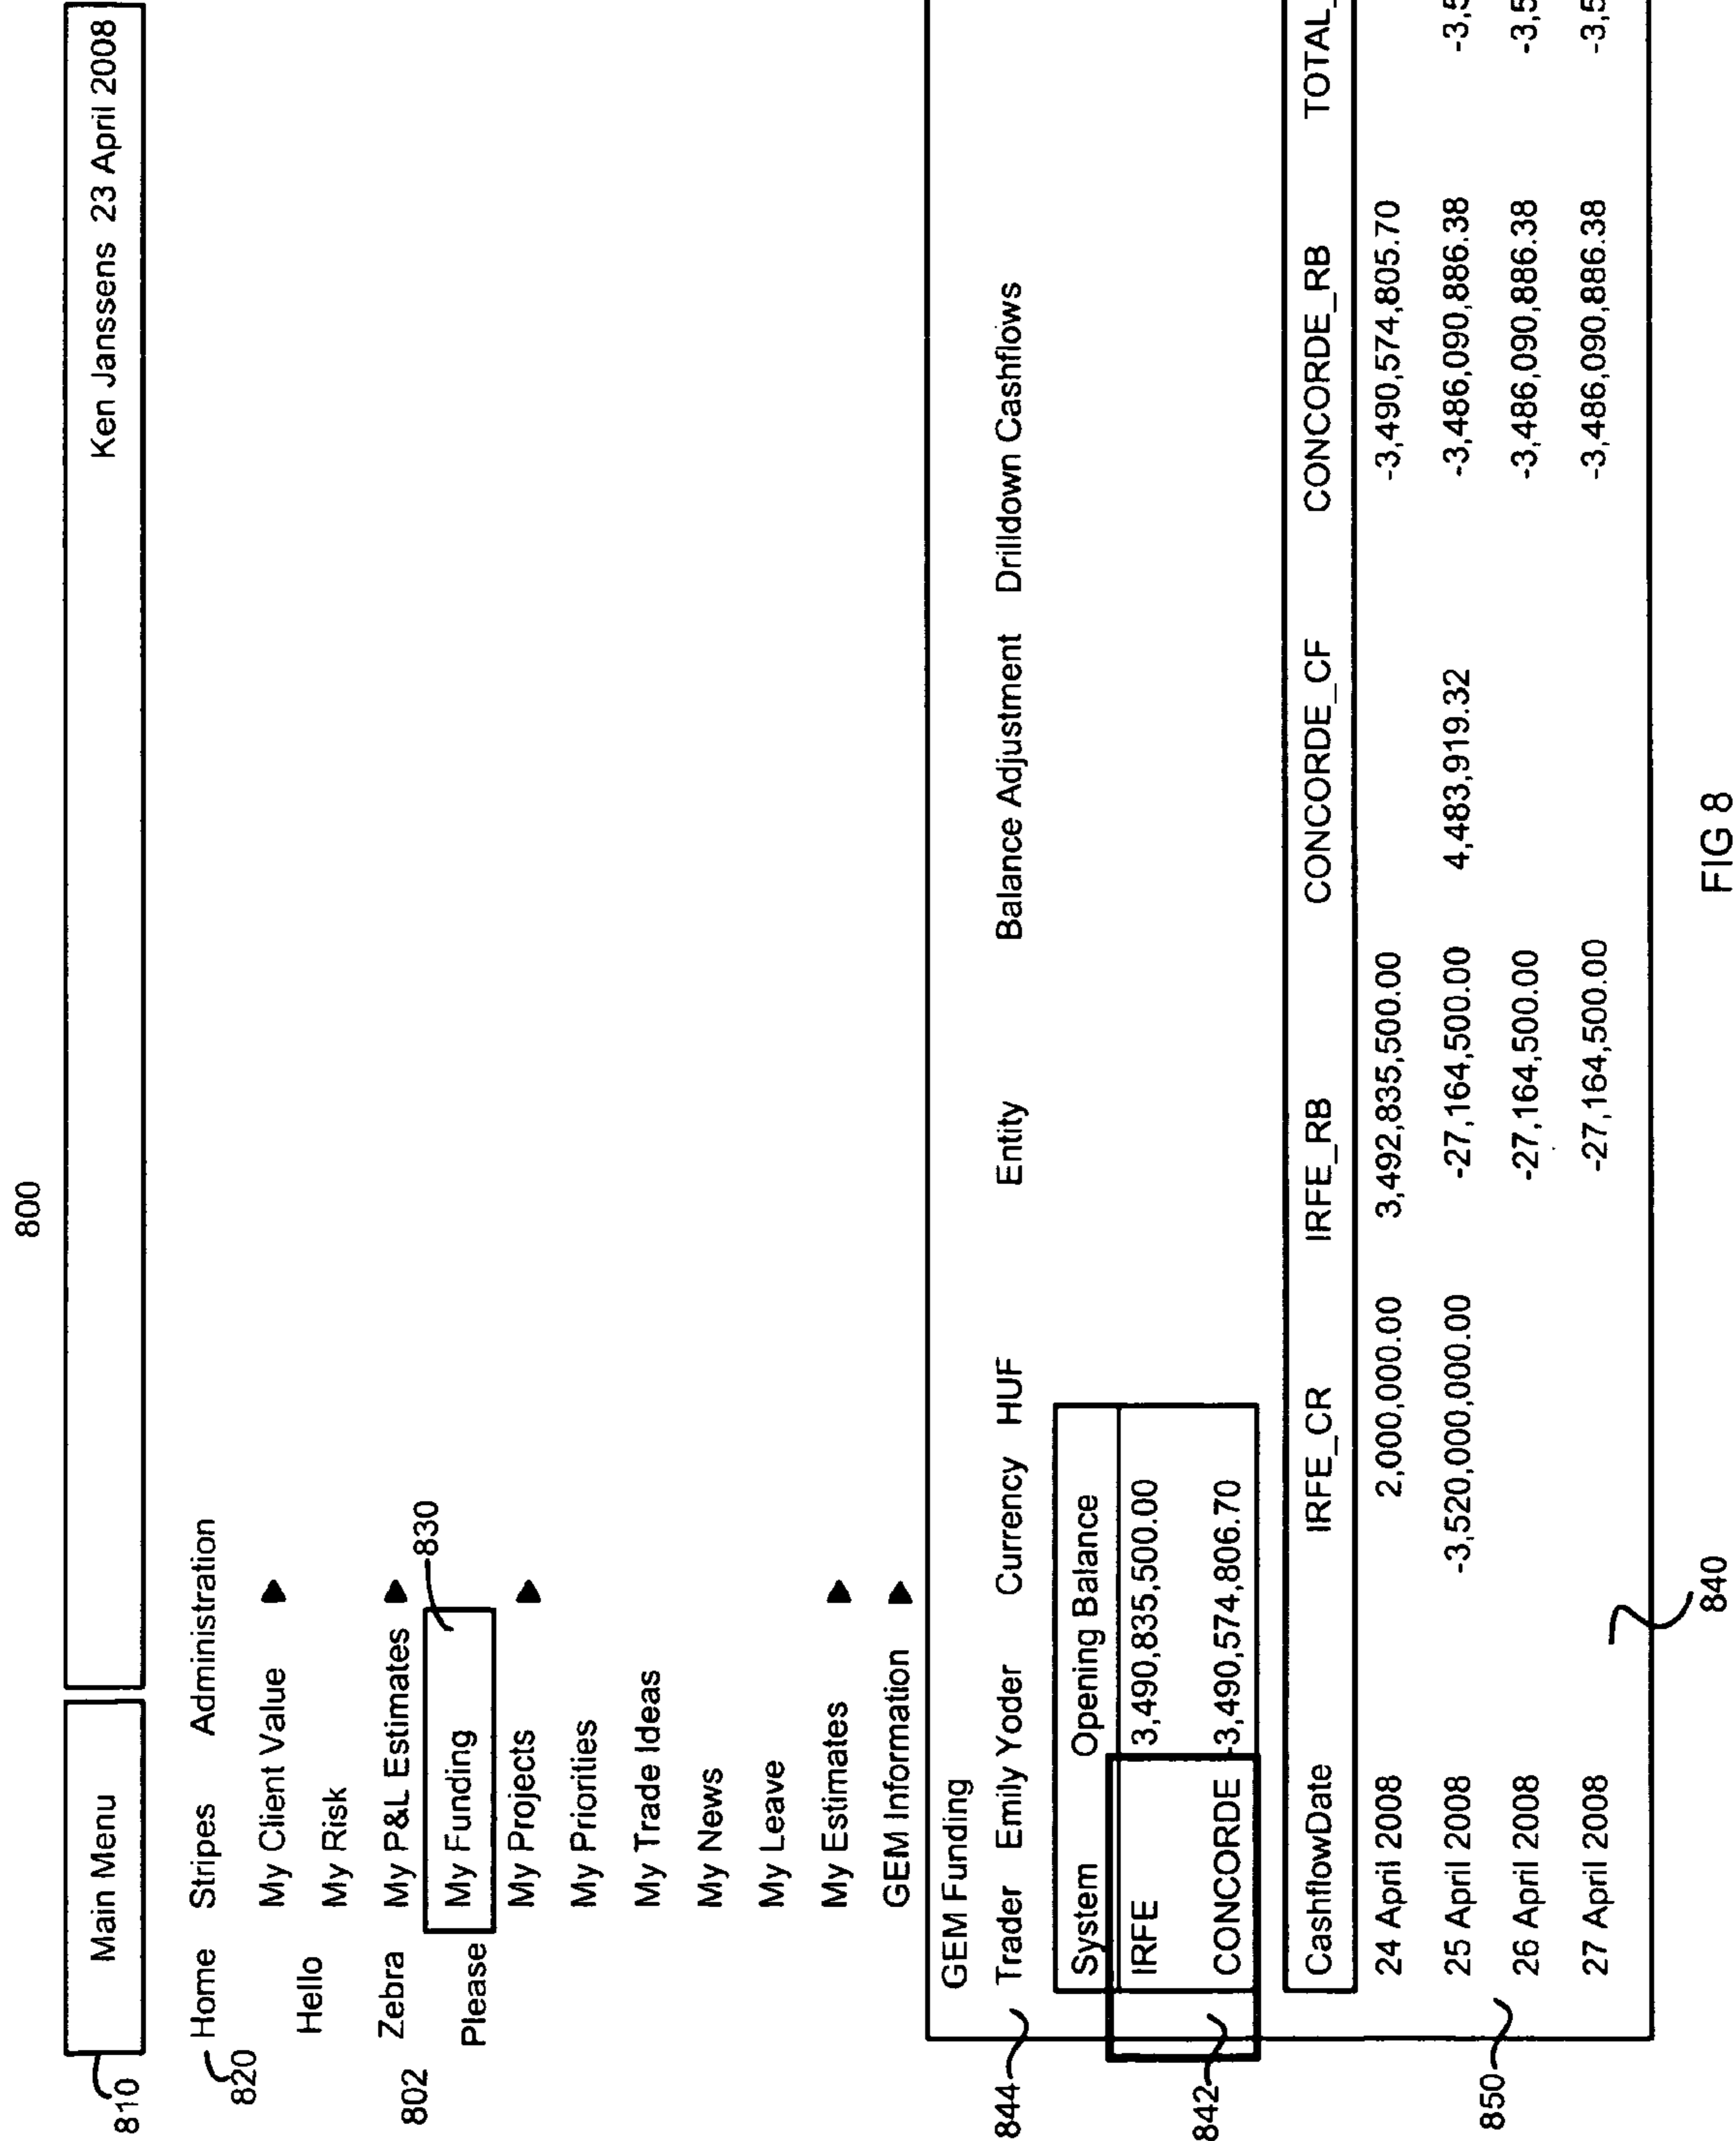 800
Main Menu
Ken Janssens 23 April 2008
810
Home Stripes Administration
820
My Client Value
Hello
My Risk
Zebra
My P&L Estimates
802
My Funding
830
Please
My Projects
My Priorities
My Trade Ideas
My News
My Leave
My Estimates
GEM Information
GEM Funding
844
Trader Emily Yoder Currency HUF Entity Balance Adjustment Drilldown Cashflows
System Opening Balance
IRFE 3,490,835,500.00
842
CONCORDE -3,490,574,806.70
CashflowDate IRFE_CR IRFE_RB CONCORDE_CF CONCORDE_RB TOTAL_
24 April 2008 2,000,000.00 3,492,835,500.00 -3,490,574,805.70
850
25 April 2008 -3,520,000,000.00 -27,164,500.00 4,483,919.32 -3,486,090,886.38 -3,5
26 April 2008 -27,164,500.00 -3,486,090,886.38 -3,5
27 April 2008 -27,164,500.00 -3,486,090,886.38 -3,5
840
FIG 8